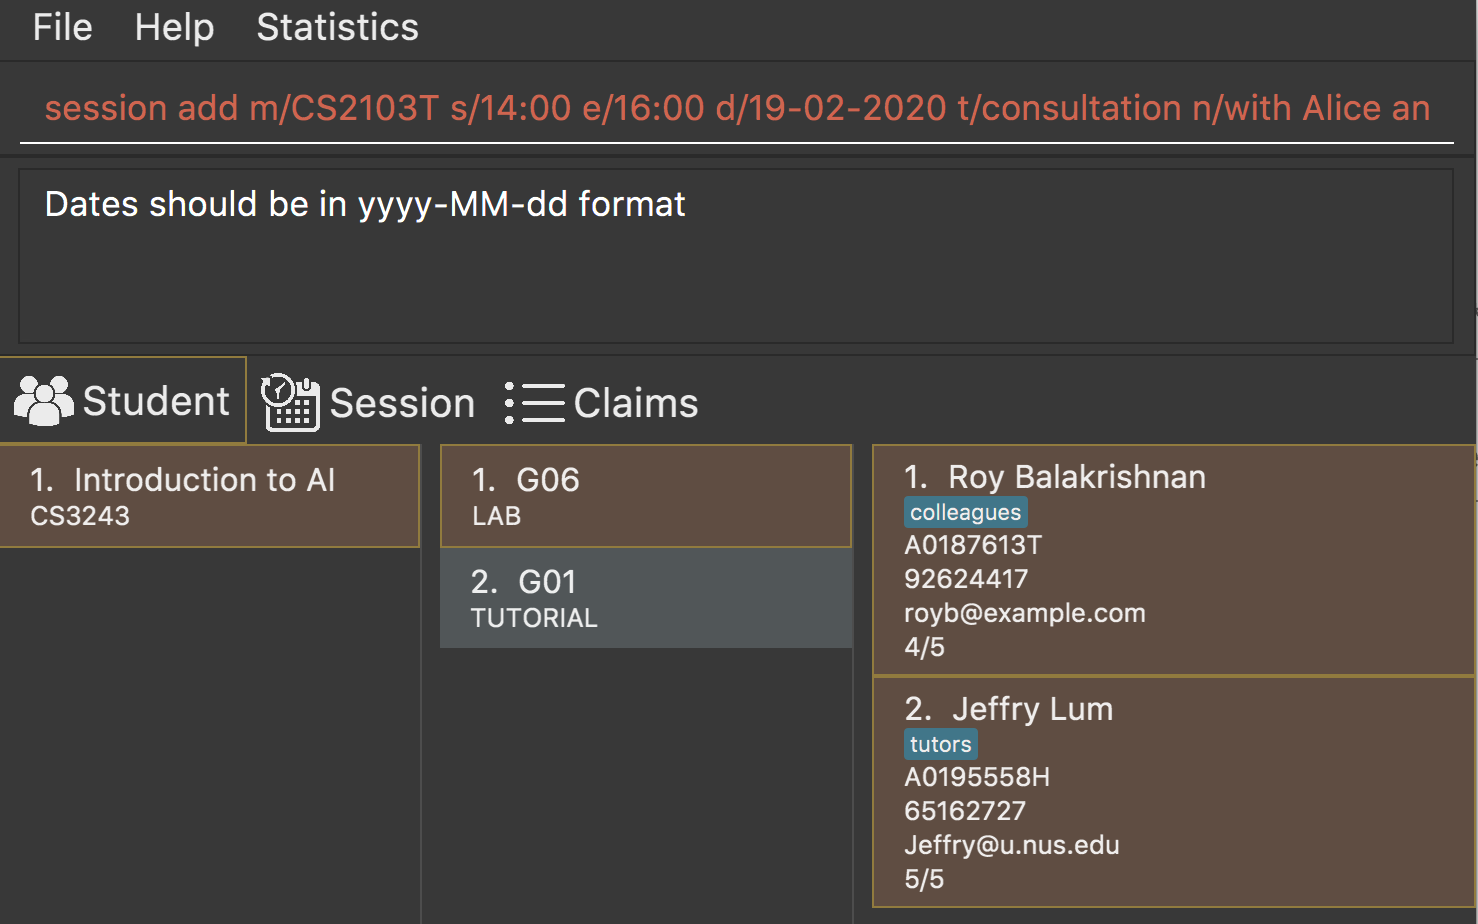 File Help Statistics
session add m/CS2103T s/14:00 e/16:00 d/19-02-2020 t/consultation n/with Alice an
Dates should be in yyyy-MM-dd format
Student Session Claims
1. Introduction to AI
CS3243
1. G06
LAB
2. G01
TUTORIAL
1. Roy Balakrishnan
colleagues
A0187613T
92624417
royb@example.com
4/5
2. Jeffry Lum
tutors
A0195558H
65162727
Jeffry@u.nus.edu
5/5